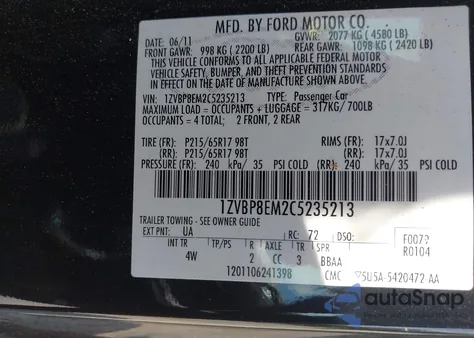 MFD. BY FORD MOTOR CO.
DATE: 06/11 GVWR: 2077 KG (4580 LB)
FRONT GAWR: 998 KG (2200 LB) REAR GAWR: 1098 KG (2420 LB)
THIS VEHICLE CONFORMS TO ALL APPLICABLE FEDERAL MOTOR
VEHICLE SAFETY, BUMPER, AND THEFT PREVENTION STANDARDS
IN EFFECT ON THE DATE OF MANUFACTURE SHOWN ABOVE.
VIN: 1ZVBP8EM2C5235213 TYPE: Passenger Car
MAXIMUM LOAD = OCCUPANTS + LUGGAGE = 317KG/700LB
OCCUPANTS = 4 TOTAL; 2 FRONT, 2 REAR
TIRE (FR): P215/65R17 98T RIMS (FR): 17x7.0J
(RR): P215/65R17 98T (RR): 17x7.0J
PRESSURE (FR): 240 kPa/ 35 PSI COLD (RR): 240 kPa/ 35 PSI COLD
1ZVBP8EM2C5235213
TRAILER TOWING - SEE OWNER GUIDE
EXT PNT: UA RC: 72 DSO: F0079
R0104
INT TR TP/PS R AXLE TR SPR
4W 2 CC 3 BBAA
1201106241398 CMC 75U5A-5420472-AA
autoSnap